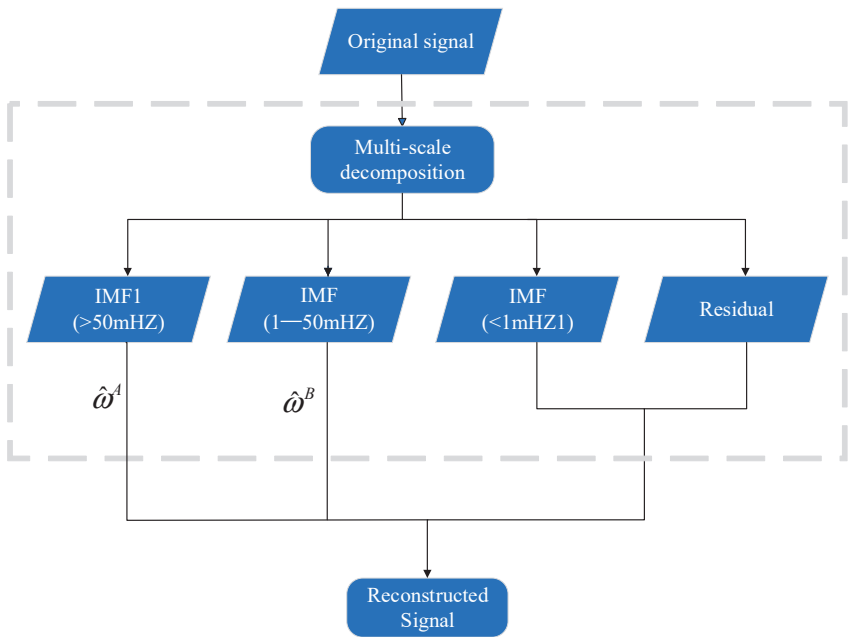 Original signal
Multi-scale
decomposition
IMF1
(>50mHZ)
IMF
(1—50mHZ)
IMF
(<1mHZ1)
Residual
ω̂^A
ω̂^B
Reconstructed
Signal